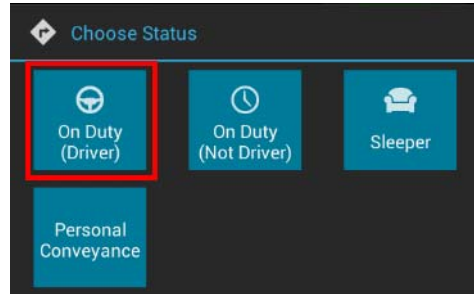 Choose Status
On Duty
(Driver)
On Duty
(Not Driver)
Sleeper
Personal
Conveyance